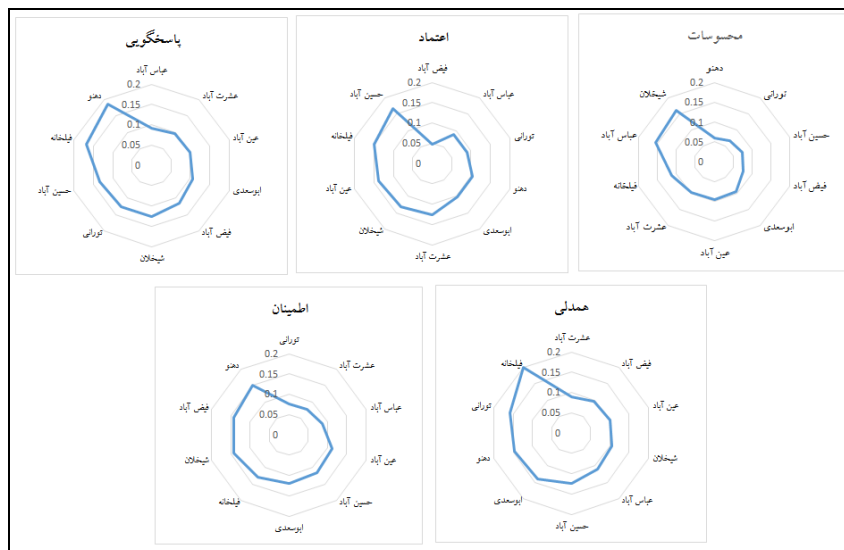 محسوسات
دهنو
تورانی
حسین آباد
فیض آباد
ابوسعدی
عین آباد
عشرت آباد
فیلخانه
عباس آباد
شیخلان
0.2
0.15
0.1
0.05
0
اعتماد
فیض آباد
عباس آباد
تورانی
دهنو
ابوسعدی
عشرت آباد
شیخلان
عین آباد
فیلخانه
حسین آباد
0.2
0.15
0.1
0.05
0
پاسخگویی
عباس آباد
عشرت آباد
عین آباد
ابوسعدی
فیض آباد
شیخلان
تورانی
حسین آباد
فیلخانه
دهنو
0.2
0.15
0.1
0.05
0
همدلی
عشرت آباد
فیض آباد
عین آباد
شیخلان
عباس آباد
حسین آباد
ابوسعدی
دهنو
تورانی
فیلخانه
0.2
0.15
0.1
0.05
0
اطمینان
تورانی
عشرت آباد
عباس آباد
عین آباد
حسین آباد
ابوسعدی
فیلخانه
شیخلان
فیض آباد
دهنو
0.2
0.15
0.1
0.05
0